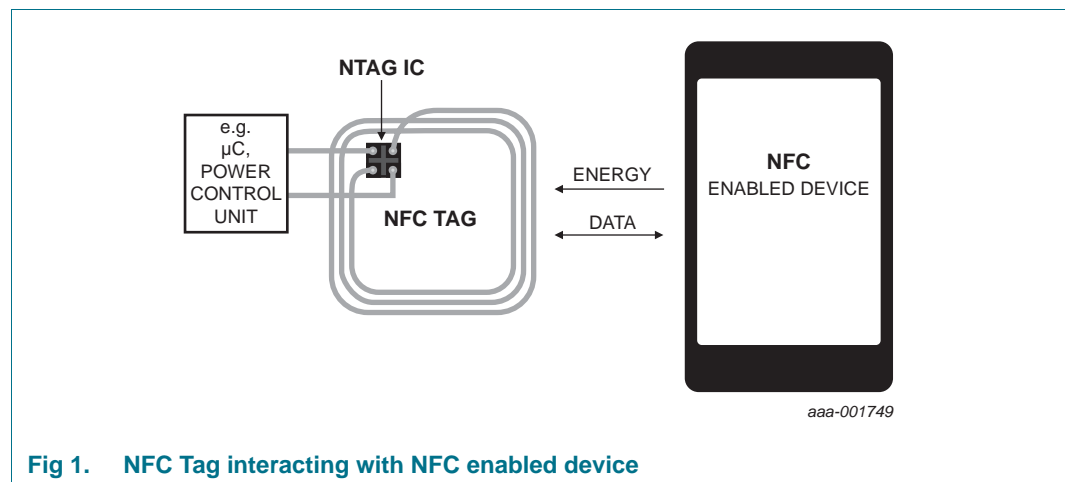 NTAG IC
e.g.
µC,
POWER
CONTROL
UNIT
NFC TAG
ENERGY
DATA
NFC
ENABLED DEVICE
aaa-001749
Fig 1. NFC Tag interacting with NFC enabled device